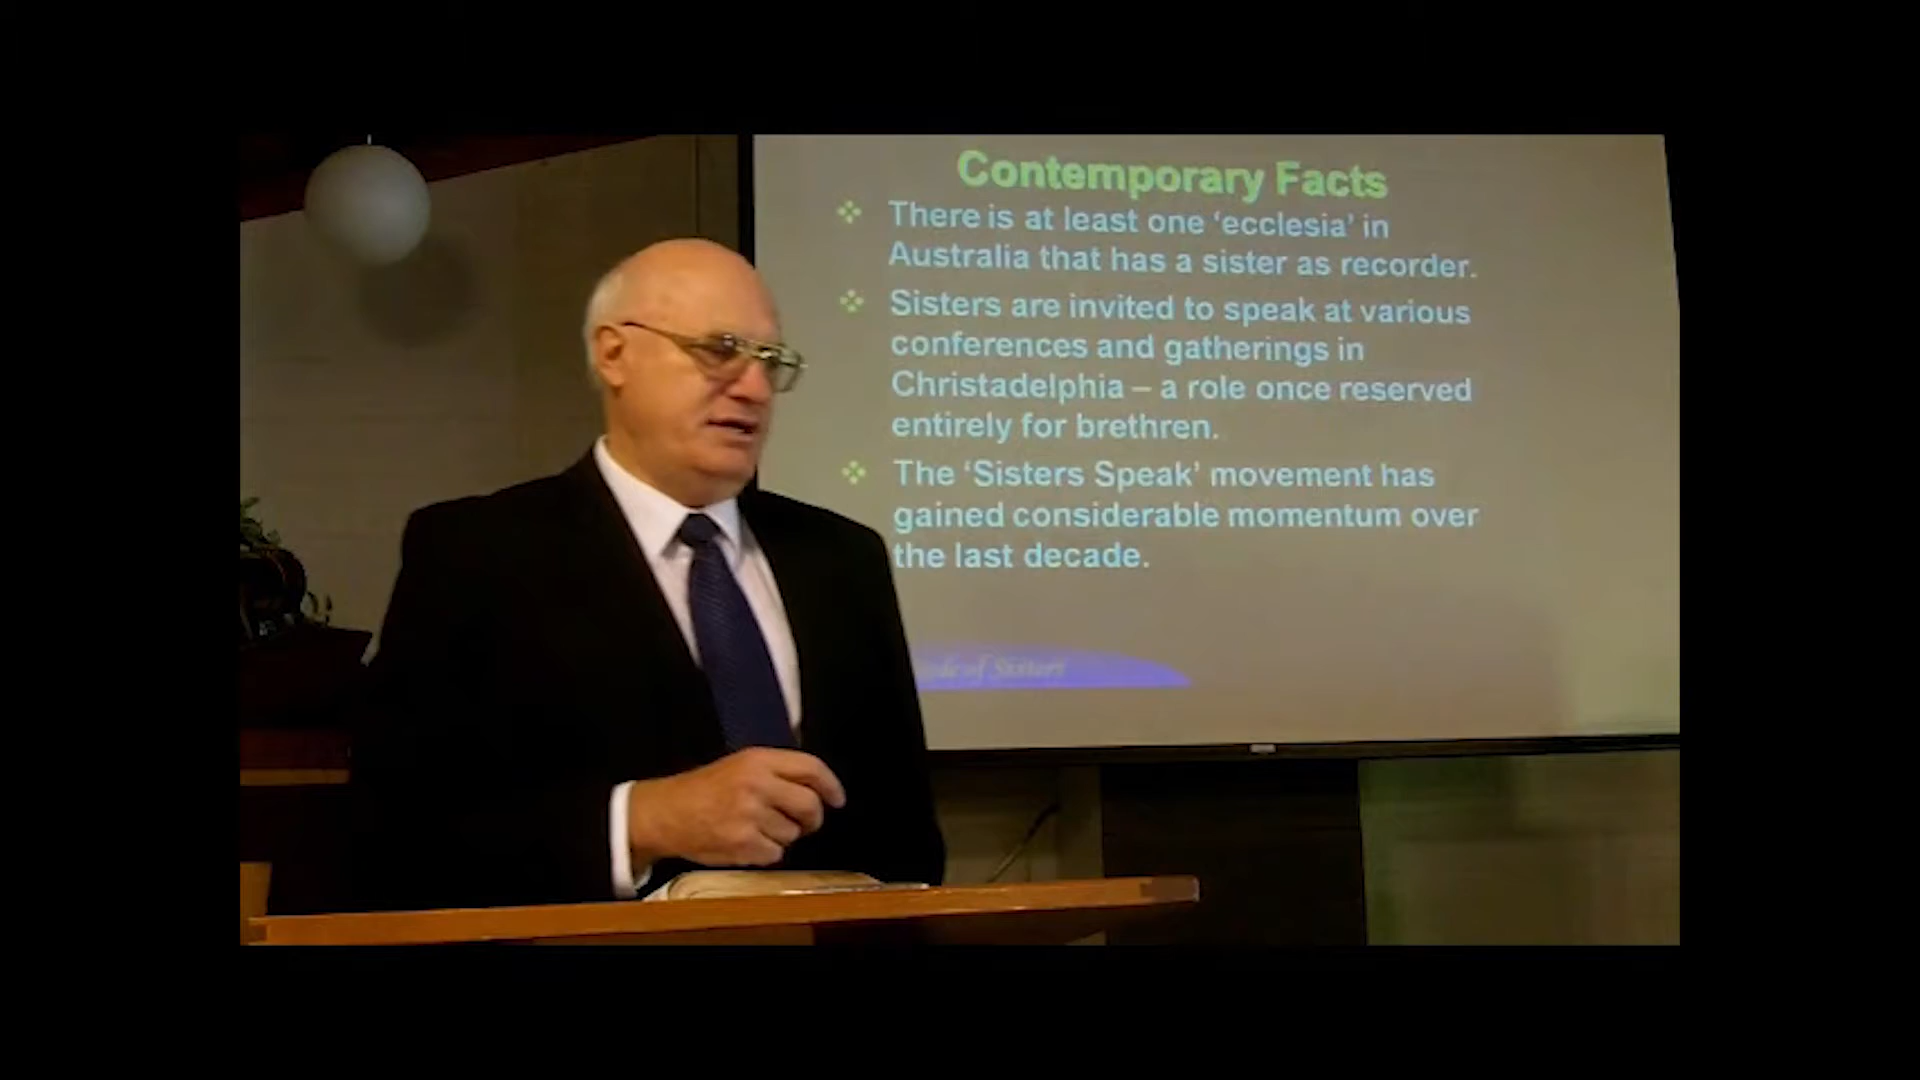 Contemporary Facts
There is at least one ‘ecclesia’ in
Australia that has a sister as recorder.
Sisters are invited to speak at various
conferences and gatherings in
Christadelphia – a role once reserved
entirely for brethren.
The ‘Sisters Speak’ movement has
gained considerable momentum over
the last decade.
of Sisters